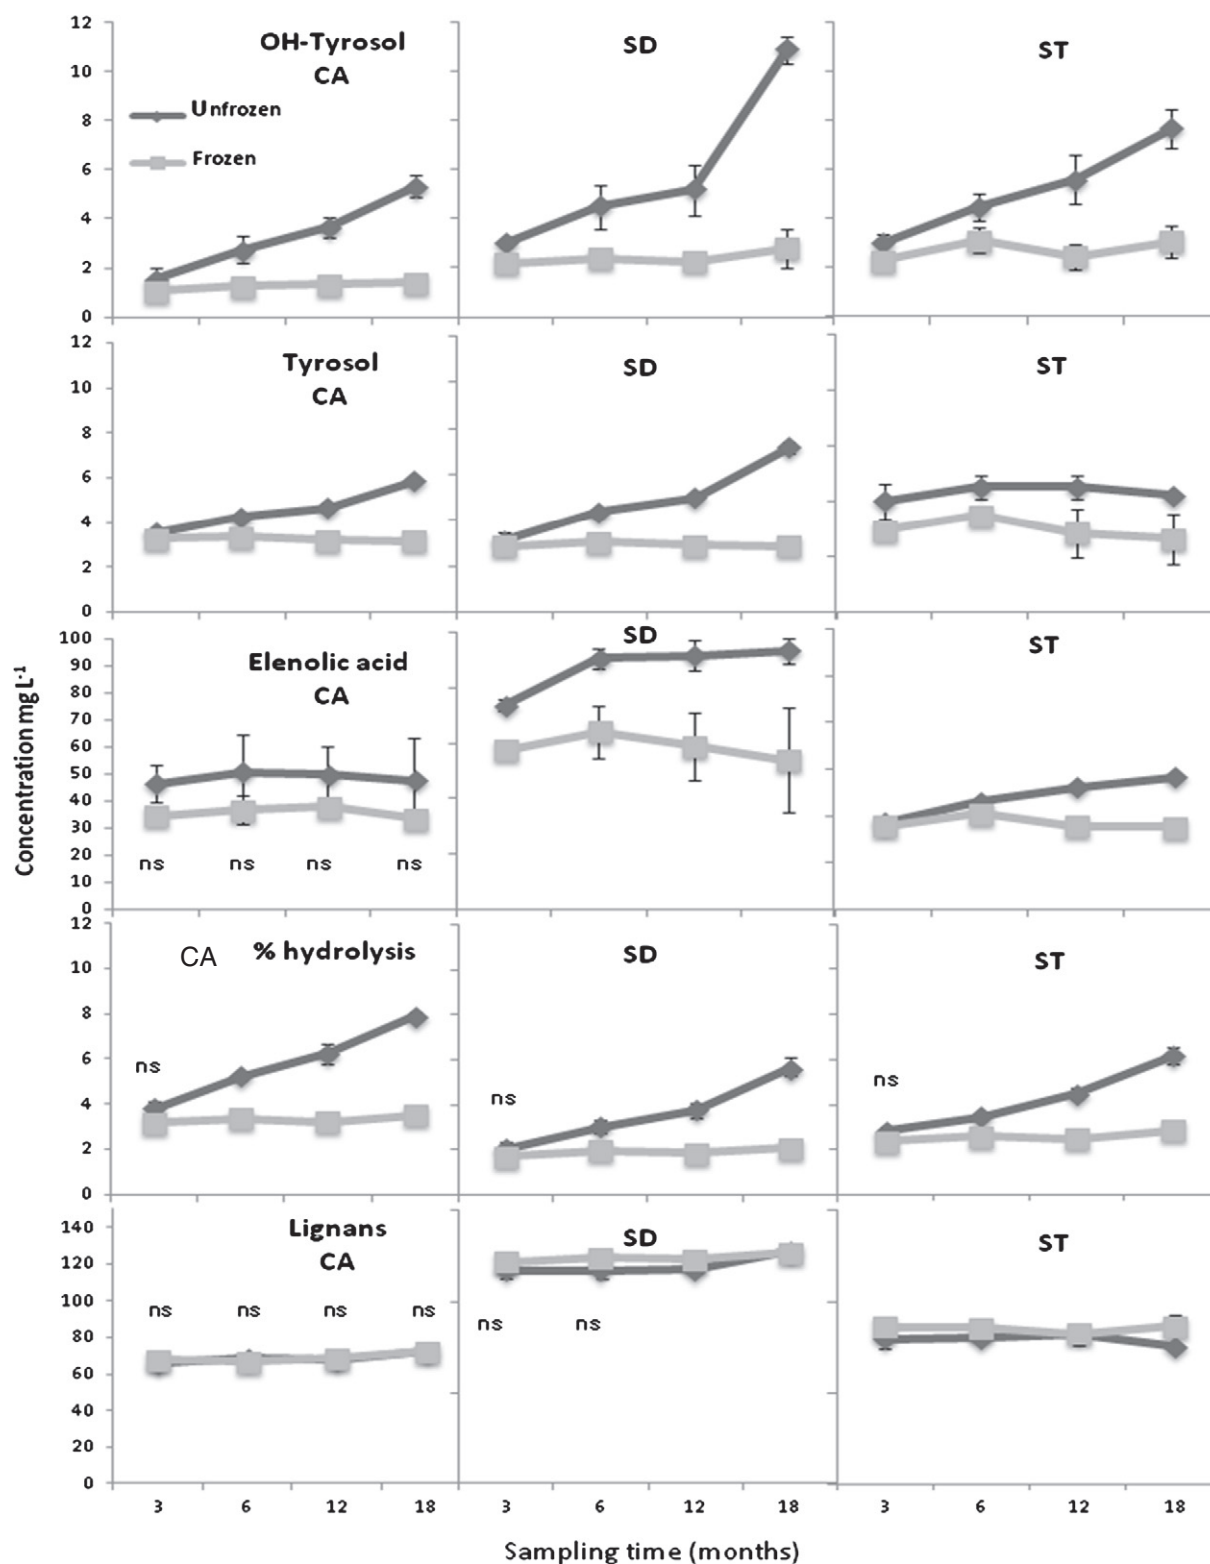 12
10
8
6
4
2
0
OH-Tyrosol
CA
Unfrozen
Frozen
SD
ST
12
10
8
6
4
2
0
Tyrosol
CA
SD
ST
Concentration mg L-1
100
90
80
70
60
50
40
30
20
10
0
Elenolic acid
CA
ns ns ns ns
SD
ST
12
10
8
6
4
2
0
CA % hydrolysis
ns
SD
ns
ST
ns
140
120
100
80
60
40
20
0
Lignans
CA
ns ns ns ns
SD
ns ns
ST
3 6 12 18 3 6 12 18 3 6 12 18
Sampling time (months)